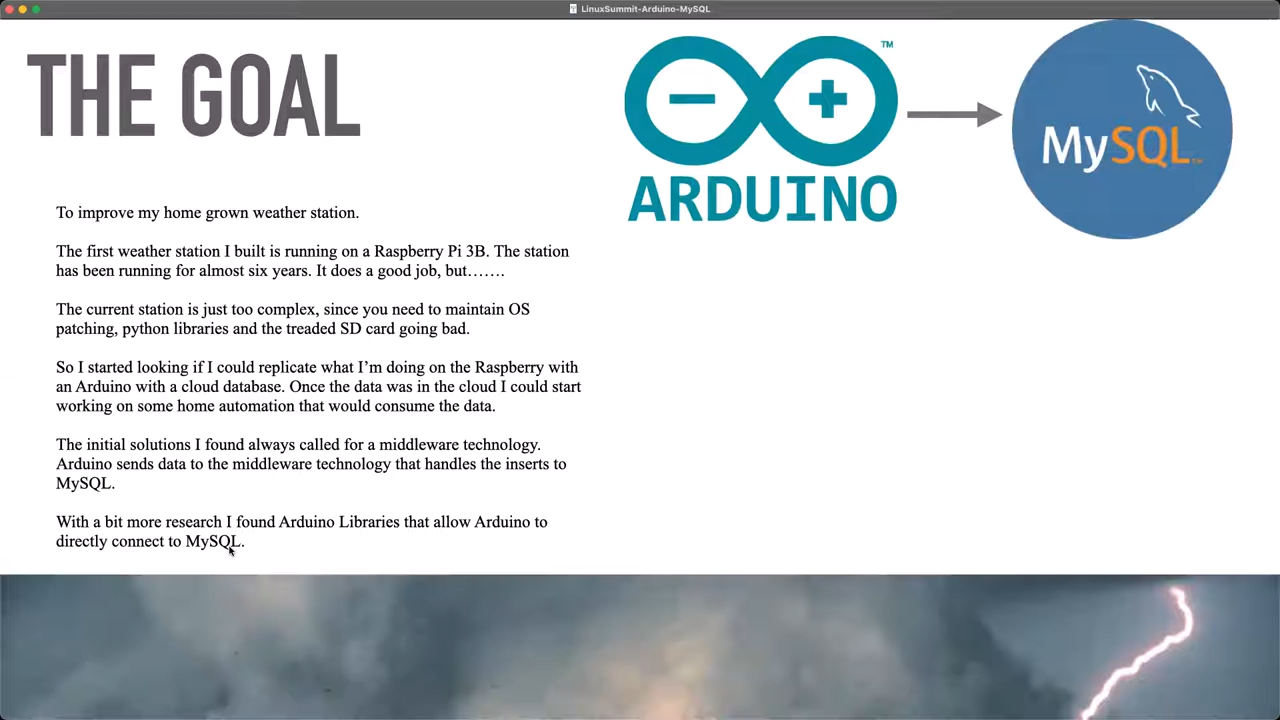 LinuxSummit-Arduino-MySQL
THE GOAL
ARDUINO
TM
MySQL
TM
To improve my home grown weather station.
The first weather station I built is running on a Raspberry Pi 3B. The station
has been running for almost six years. It does a good job, but…….
The current station is just too complex, since you need to maintain OS
patching, python libraries and the treaded SD card going bad.
So I started looking if I could replicate what I’m doing on the Raspberry with
an Arduino with a cloud database. Once the data was in the cloud I could start
working on some home automation that would consume the data.
The initial solutions I found always called for a middleware technology.
Arduino sends data to the middleware technology that handles the inserts to
MySQL.
With a bit more research I found Arduino Libraries that allow Arduino to
directly connect to MySQL.